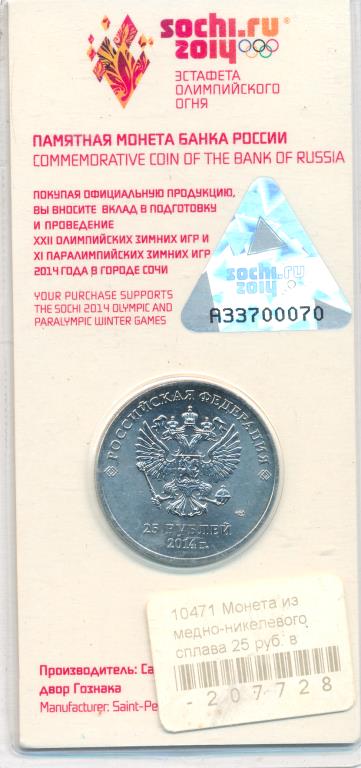 sochi.ru
2014
ЭСТАФЕТА
ОЛИМПИЙСКОГО
ОГНЯ
ПАМЯТНАЯ МОНЕТА БАНКА РОССИИ
COMMEMORATIVE COIN OF THE BANK OF RUSSIA
ПОКУПАЯ ОФИЦИАЛЬНУЮ ПРОДУКЦИЮ,
ВЫ ВНОСИТЕ ВКЛАД В ПОДГОТОВКУ
И ПРОВЕДЕНИЕ
XXII ОЛИМПИЙСКИХ ЗИМНИХ ИГР И
XI ПАРАЛИМПИЙСКИХ ЗИМНИХ ИГР
2014 ГОДА В ГОРОДЕ СОЧИ
YOUR PURCHASE SUPPORTS
THE SOCHI 2014 OLYMPIC AND
PARALYMPIC WINTER GAMES
sochi.ru
2014
A33700070
РОССИЙСКАЯ ФЕДЕРАЦИЯ
25 РУБЛЕЙ
2014 г.
10471 Монета из
медно-никелевого
сплава 25 руб. в
- 207728
Производитель: Са
двор Гознака
Manufacturer: Saint-Pe